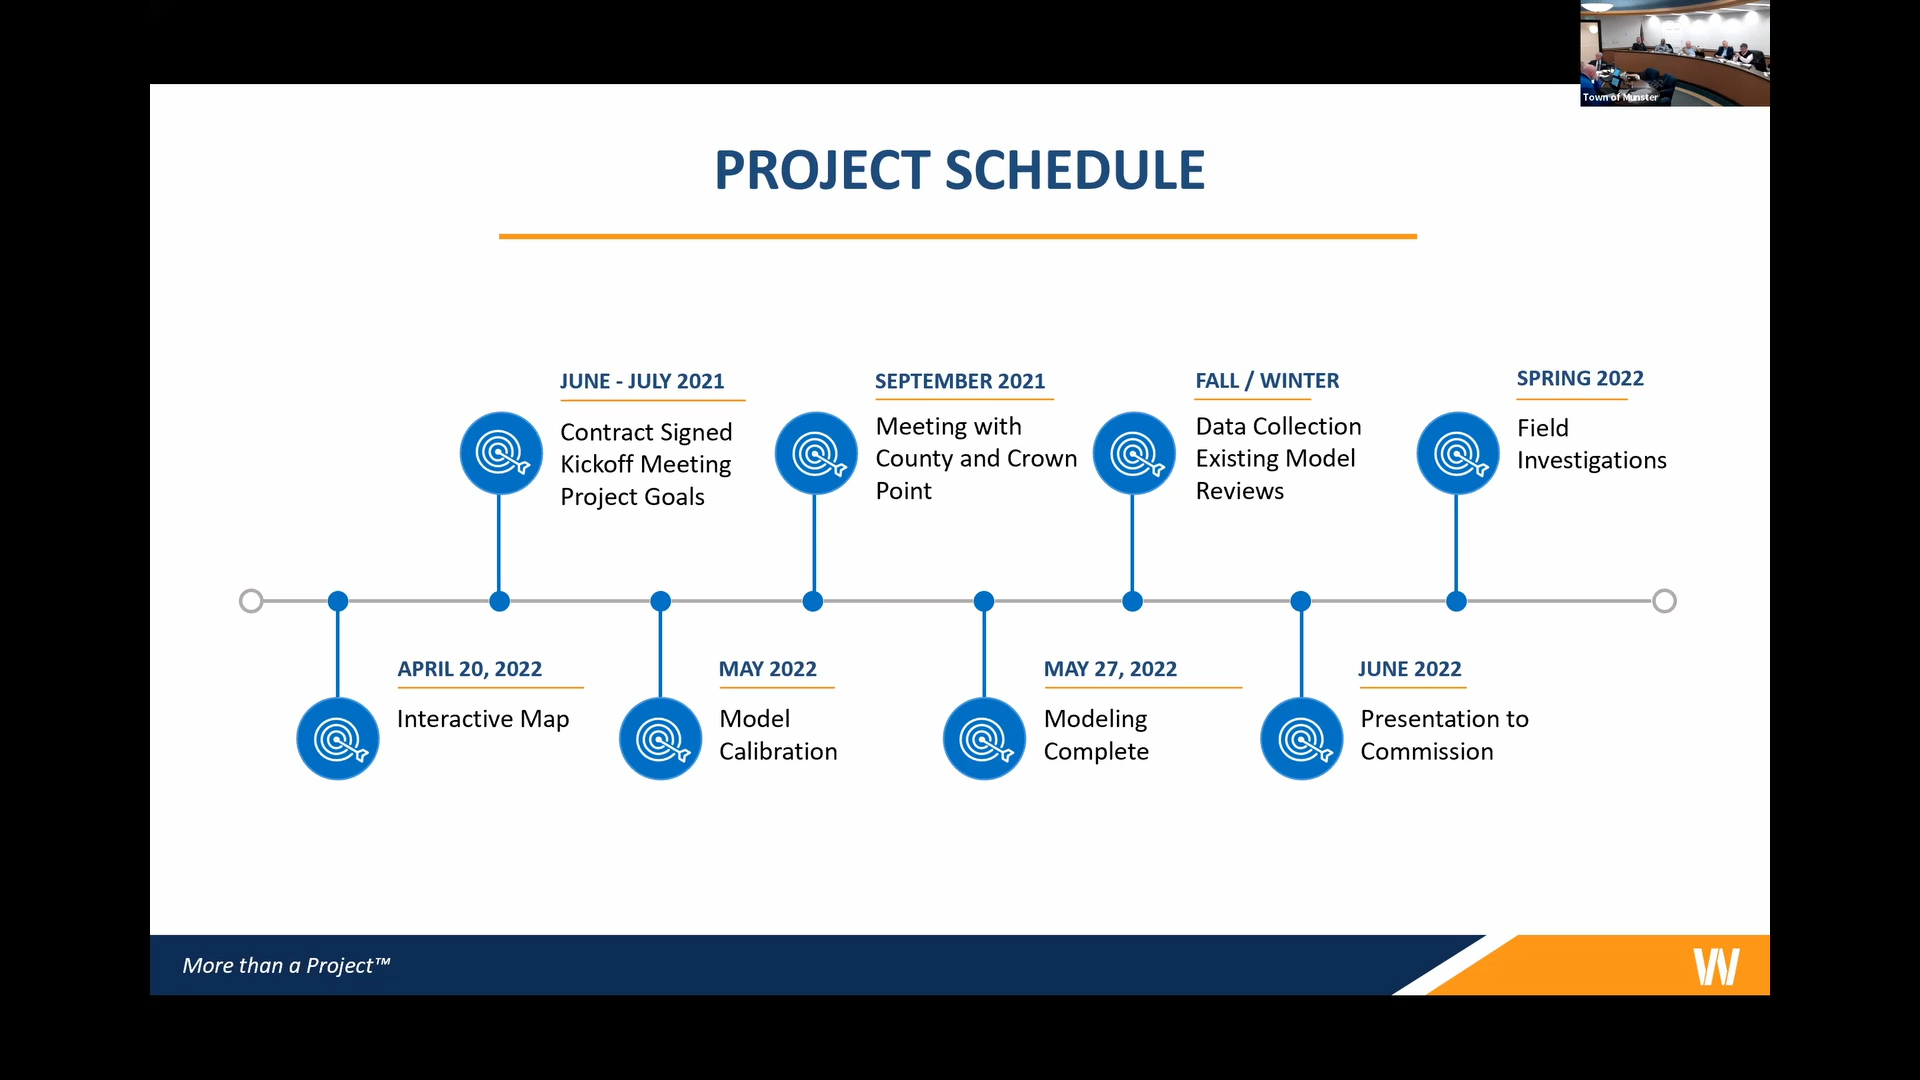 Town of Munster
PROJECT SCHEDULE
JUNE - JULY 2021
Contract Signed
Kickoff Meeting
Project Goals
SEPTEMBER 2021
Meeting with
County and Crown
Point
FALL / WINTER
Data Collection
Existing Model
Reviews
SPRING 2022
Field
Investigations
APRIL 20, 2022
Interactive Map
MAY 2022
Model
Calibration
MAY 27, 2022
Modeling
Complete
JUNE 2022
Presentation to
Commission
More than a Project™
W